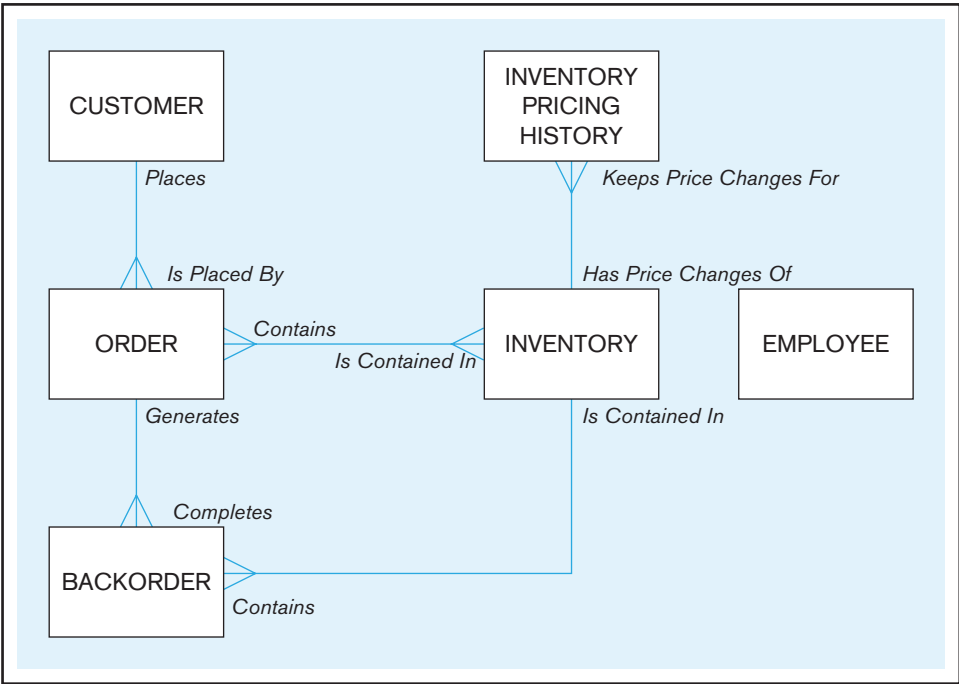 CUSTOMER
INVENTORY
PRICING
HISTORY
Places
Keeps Price Changes For
Is Placed By
Has Price Changes Of
ORDER
Contains
Is Contained In
INVENTORY
EMPLOYEE
Generates
Is Contained In
Completes
BACKORDER
Contains